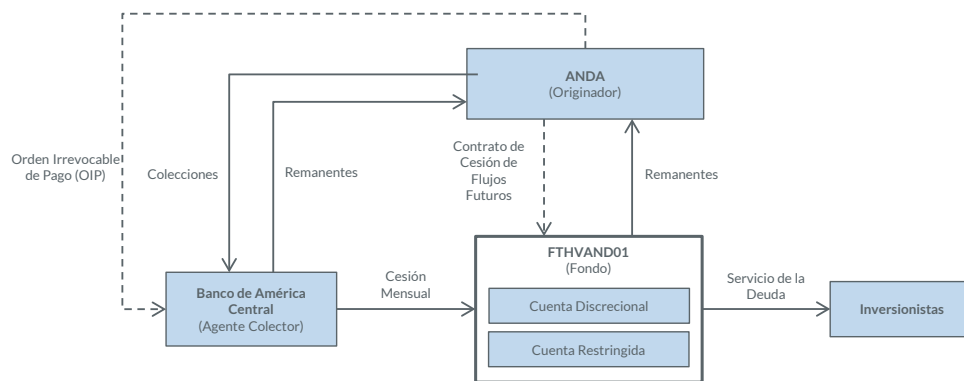 ANDA
(Originador)
Orden Irrevocable
de Pago (OIP)
Colecciones
Remanentes
Contrato de
Cesión de
Flujos
Futuros
Remanentes
FTHVAND01
(Fondo)
Banco de América
Central
(Agente Colector)
Cesión
Mensual
Cuenta Discrecional
Cuenta Restringida
Servicio de la
Deuda
Inversionistas